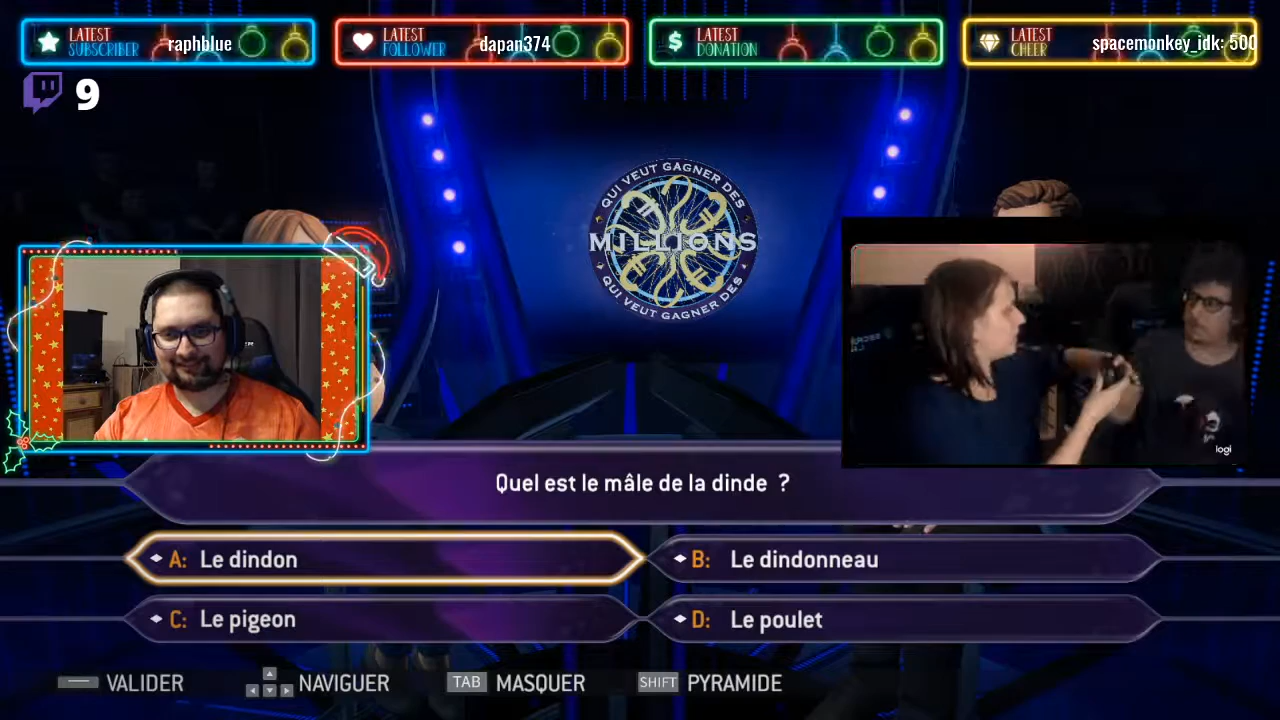 LATEST
SUBSCRIBER
raphblue
LATEST
FOLLOWER
dapan374
LATEST
DONATION
LATEST
CHEER
spacemonkey_idk: 500
9
QUI VEUT GAGNER DES
MILLIONS
QUI VEUT GAGNER DES
logi
Quel est le mâle de la dinde ?
A: Le dindon
B: Le dindonneau
C: Le pigeon
D: Le poulet
VALIDER
NAVIGUER
TAB MASQUER
SHIFT PYRAMIDE